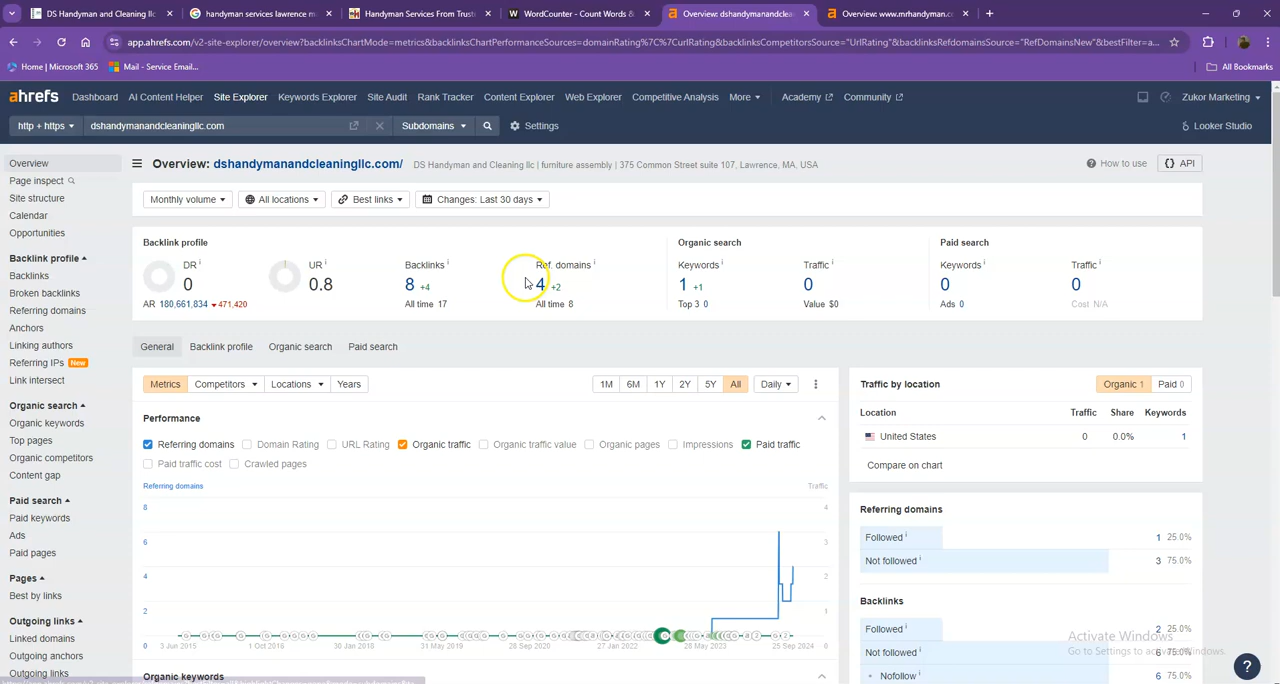 DS Handyman and Cleaning llc
handyman services lawrence m
Handyman Services From Trust
WordCounter - Count Words &
Overview: dshandymanandclea
Overview: www.mrhandyman.c
app.ahrefs.com/v2-site-explorer/overview?backlinksChartMode=metrics&backlinksChartPerformanceSources=domainRating%7C%7CurlRating&backlinksCompetitorsSource="UrlRating"&backlinksRefdomainsSource="RefDomainsNew"&bestFilter=a...
Home | Microsoft 365
Mail - Service Email...
All Bookmarks
ahrefs
Dashboard
AI Content Helper
Site Explorer
Keywords Explorer
Site Audit
Rank Tracker
Content Explorer
Web Explorer
Competitive Analysis
More
Academy
Community
Zukor Marketing
http + https
dshandymanandcleaningllc.com/
Subdomains
Settings
Looker Studio
Overview
Page inspect
Site structure
Calendar
Opportunities
Backlink profile
Backlinks
Broken backlinks
Referring domains
Anchors
Linking authors
Referring IPs New
Link intersect
Organic search
Organic keywords
Top pages
Organic competitors
Content gap
Paid search
Paid keywords
Ads
Paid pages
Pages
Best by links
Outgoing links
Linked domains
Outgoing anchors
Outgoing links
Overview: dshandymanandcleaningllc.com/
DS Handyman and Cleaning llc | furniture assembly | 375 Common Street suite 107, Lawrence, MA, USA
How to use
API
Monthly volume
All locations
Best links
Changes: Last 30 days
Backlink profile
DR
0
AR 180,661,834 471,420
UR
0.8
Backlinks
8 +4
All time 17
Ref. domains
4 +2
All time 8
Organic search
Keywords
1 +1
Top 3 0
Traffic
0
Value $0
Paid search
Keywords
0
Ads 0
Traffic
0
Cost N/A
General
Backlink profile
Organic search
Paid search
Metrics
Competitors
Locations
Years
1M
6M
1Y
2Y
5Y
All
Daily
Performance
Referring domains
Domain Rating
URL Rating
Organic traffic
Organic traffic value
Organic pages
Impressions
Paid traffic
Paid traffic cost
Crawled pages
Referring domains
Traffic
8
4
6
3
4
2
2
1
0
3 Jun 2015
1 Oct 2016
30 Jan 2018
31 May 2019
28 Sep 2020
27 Jan 2022
28 May 2023
25 Sep 2024
0
Organic keywords
Traffic by location
Organic 1
Paid 0
Location
Traffic
Share
Keywords
United States
0
0.0%
1
Compare on chart
Referring domains
Followed
1 25.0%
Not followed
3 75.0%
Backlinks
Followed
2 25.0%
Not followed
6 75.0%
Nofollow
6 75.0%
Activate Windows
Go to Settings to activate Windows.